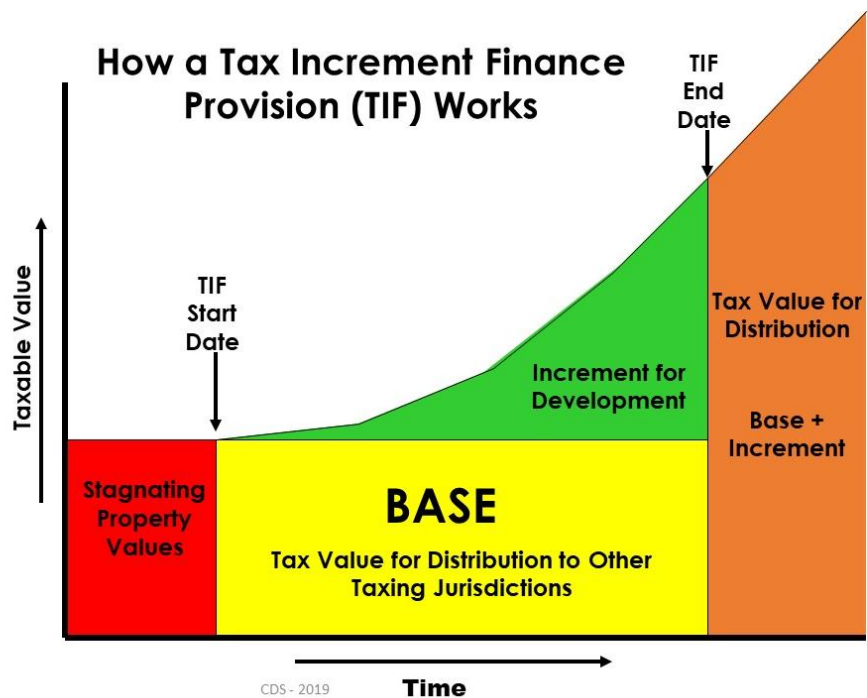 How a Tax Increment Finance
Provision (TIF) Works
TIF
End
Date
TIF
Start
Date
Taxable Value
Tax Value for
Distribution
Increment for
Development
Base +
Increment
Stagnating
Property
Values
BASE
Tax Value for Distribution to Other
Taxing Jurisdictions
CDS - 2019
Time